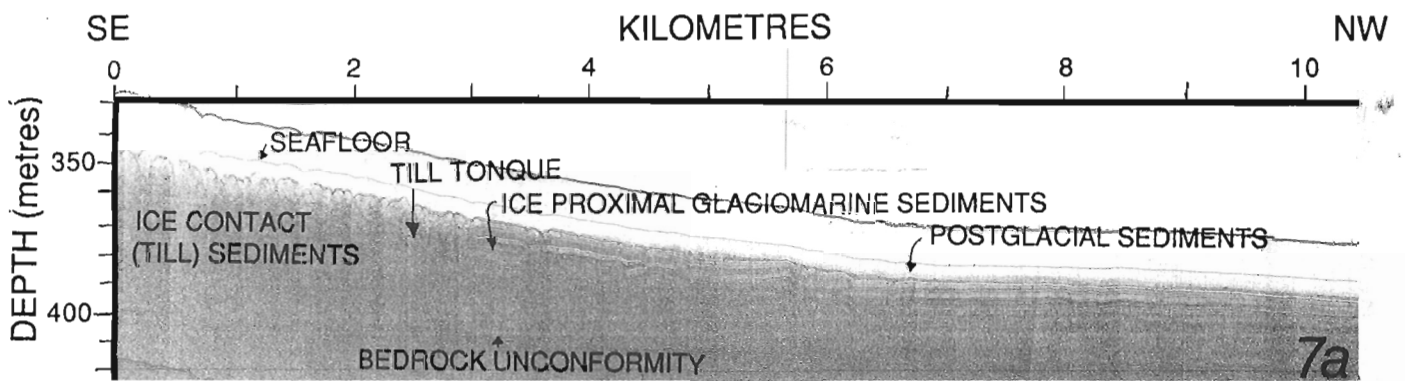 SE KILOMETRES NW
0 2 4 6 8 10
DEPTH (metres)
350
400
SEAFLOOR
TILL TONQUE
ICE PROXIMAL GLACIOMARINE SEDIMENTS
POSTGLACIAL SEDIMENTS
ICE CONTACT
(TILL) SEDIMENTS
BEDROCK UNCONFORMITY
7a